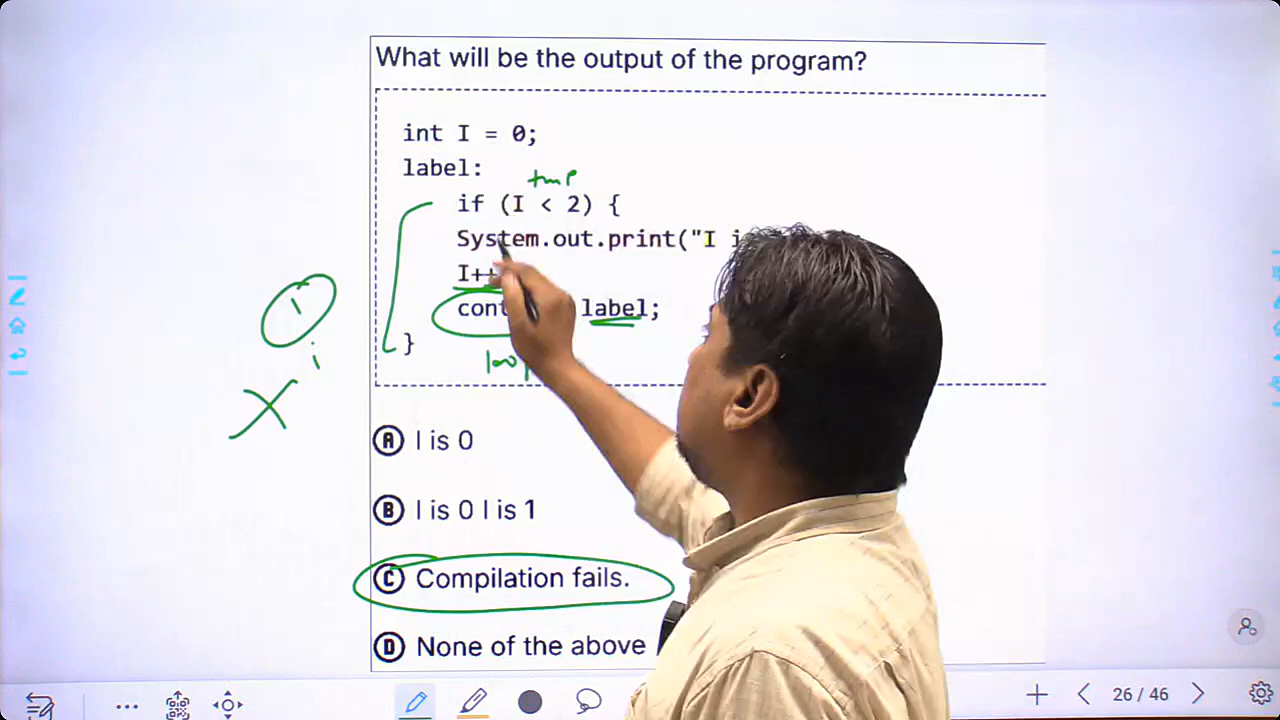 What will be the output of the program?
int I = 0;
label:
tmp
if (I < 2) {
System.out.print("I
I++
label;
}
A I is 0
B I is 0 I is 1
C Compilation fails.
D None of the above
i
X
26 / 46